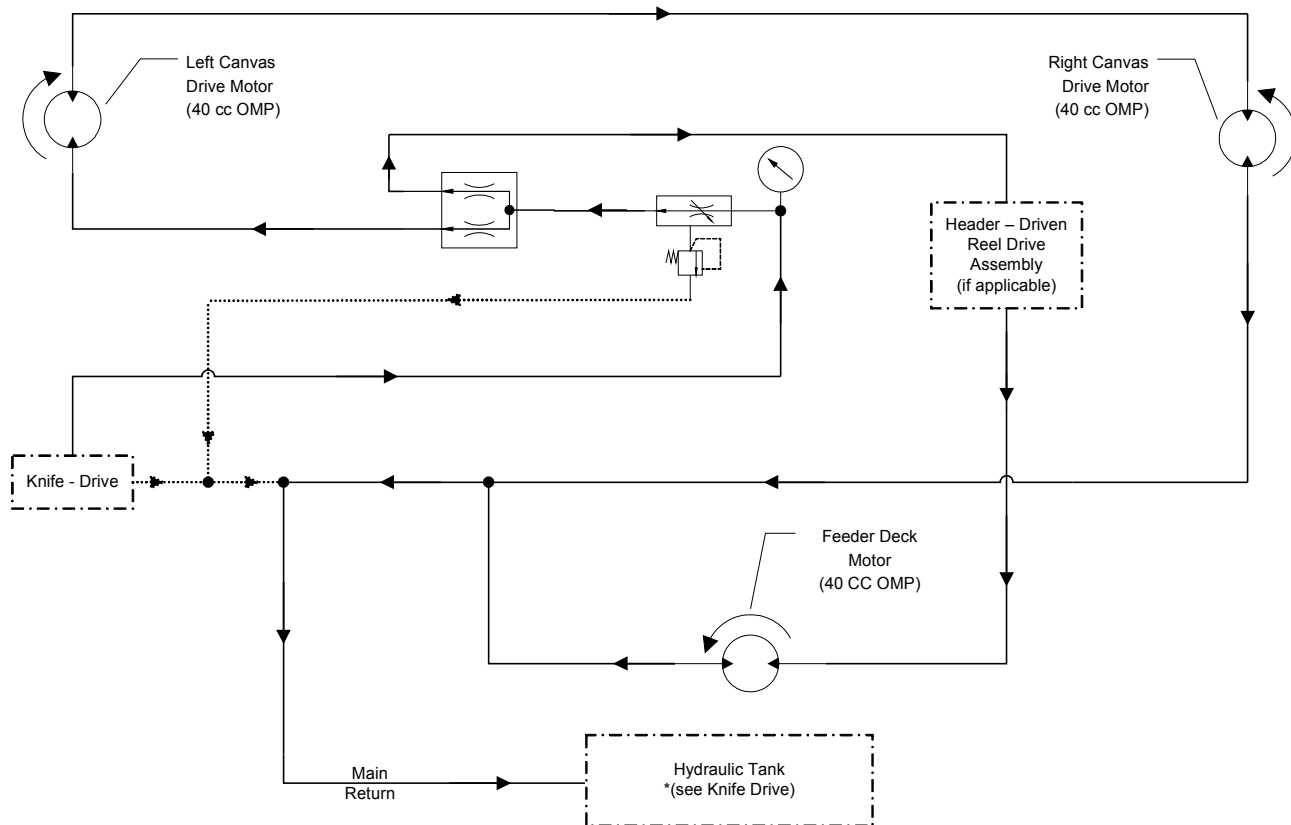 Left Canvas
Drive Motor
(40 cc OMP)
Right Canvas
Drive Motor
(40 cc OMP)
Header – Driven
Reel Drive
Assembly
(if applicable)
Knife - Drive
Feeder Deck
Motor
(40 CC OMP)
Main
Return
Hydraulic Tank
*(see Knife Drive)